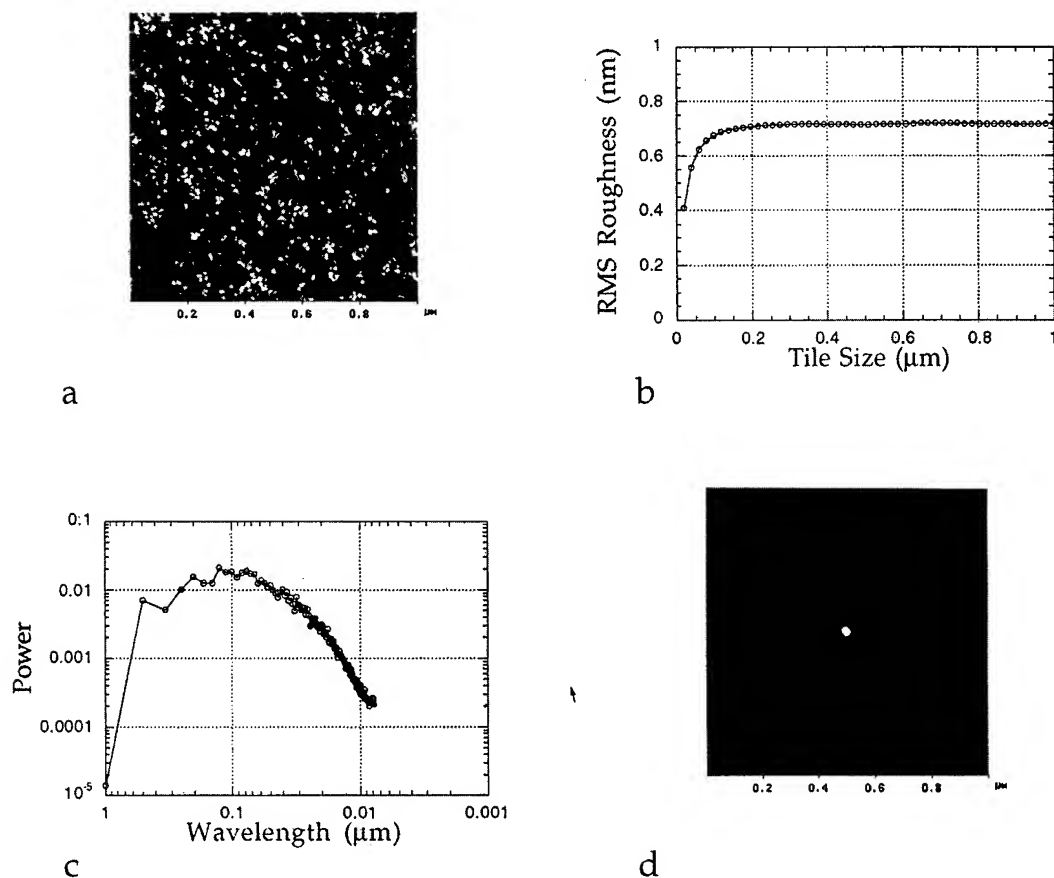 0.2 0.4 0.6 0.8 μm
a
RMS Roughness (nm)
1
0.8
0.6
0.4
0.2
0
0 0.2 0.4 0.6 0.8 1
Tile Size (μm)
b
Power
0:1
0.01
0.001
0.0001
10⁻⁵
1 0.1 0.01 0.001
Wavelength (μm)
c
0.2 0.4 0.6 0.8 μm
d